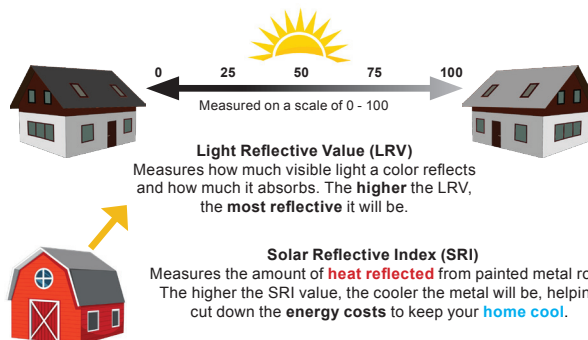 0 25 50 75 100
Measured on a scale of 0 - 100
Light Reflective Value (LRV)
Measures how much visible light a color reflects
and how much it absorbs. The higher the LRV,
the most reflective it will be.
Solar Reflective Index (SRI)
Measures the amount of heat reflected from painted metal
The higher the SRI value, the cooler the metal will be,
cut down the energy costs to keep your home cool.